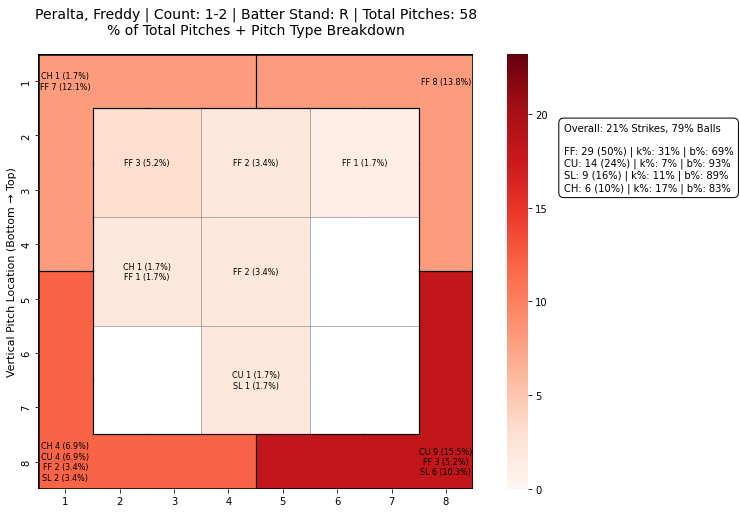 Peralta, Freddy | Count: 1-2 | Batter Stand: R | Total Pitches: 58
% of Total Pitches + Pitch Type Breakdown
CH 1 (1.7%)
FF 7 (12.1%)
FF 8 (13.8%)
FF 3 (5.2%)
FF 2 (3.4%)
FF 1 (1.7%)
CH 1 (1.7%)
FF 1 (1.7%)
FF 2 (3.4%)
CU 1 (1.7%)
SL 1 (1.7%)
CH 4 (6.9%)
CU 4 (6.9%)
FF 2 (3.4%)
SL 2 (3.4%)
CU 9 (15.5%)
FF 3 (5.2%)
SL 6 (10.3%)
Vertical Pitch Location (Bottom → Top)
1
2
3
4
5
6
7
8
1
2
3
4
5
6
7
8
20
15
10
5
0
Overall: 21% Strikes, 79% Balls
FF: 29 (50%) | k%: 31% | b%: 69%
CU: 14 (24%) | k%: 7% | b%: 93%
SL: 9 (16%) | k%: 11% | b%: 89%
CH: 6 (10%) | k%: 17% | b%: 83%